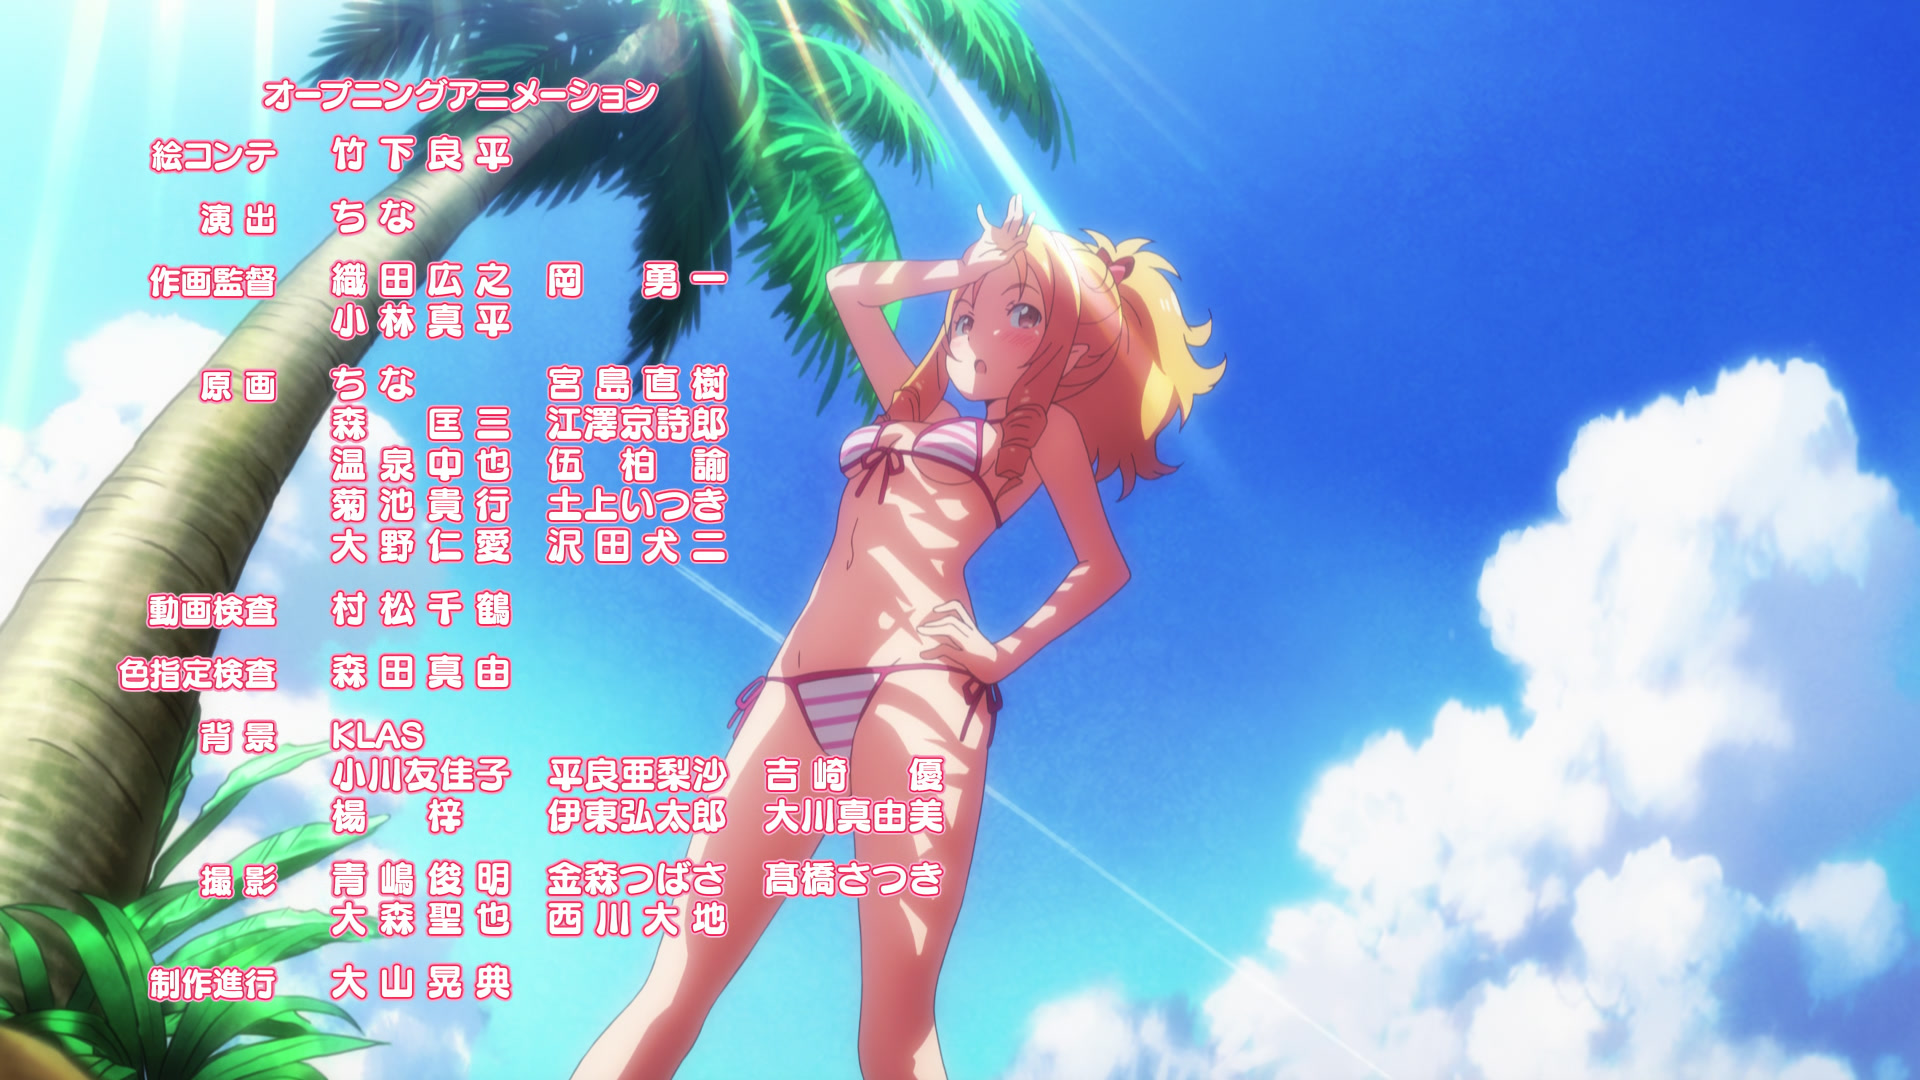 オープニングアニメーション
絵コンテ 竹下良平
演出 ちな
作画監督 織田広之 岡勇一
小林真平
原画 ちな 宮島直樹
森匡三 江澤京詩郎
温泉中也 伍柏諭
菊池貴行 土上いつき
大野仁愛 沢田犬二
動画検査 村松千鶴
色指定検査 森田真由
背景 KLAS
小川友佳子 平良亜梨沙 吉崎優
楊梓 伊東弘太郎 大川真由美
撮影 青嶋俊明 金森つばさ 髙橋さつき
大森聖也 西川大地
制作進行 大山晃典